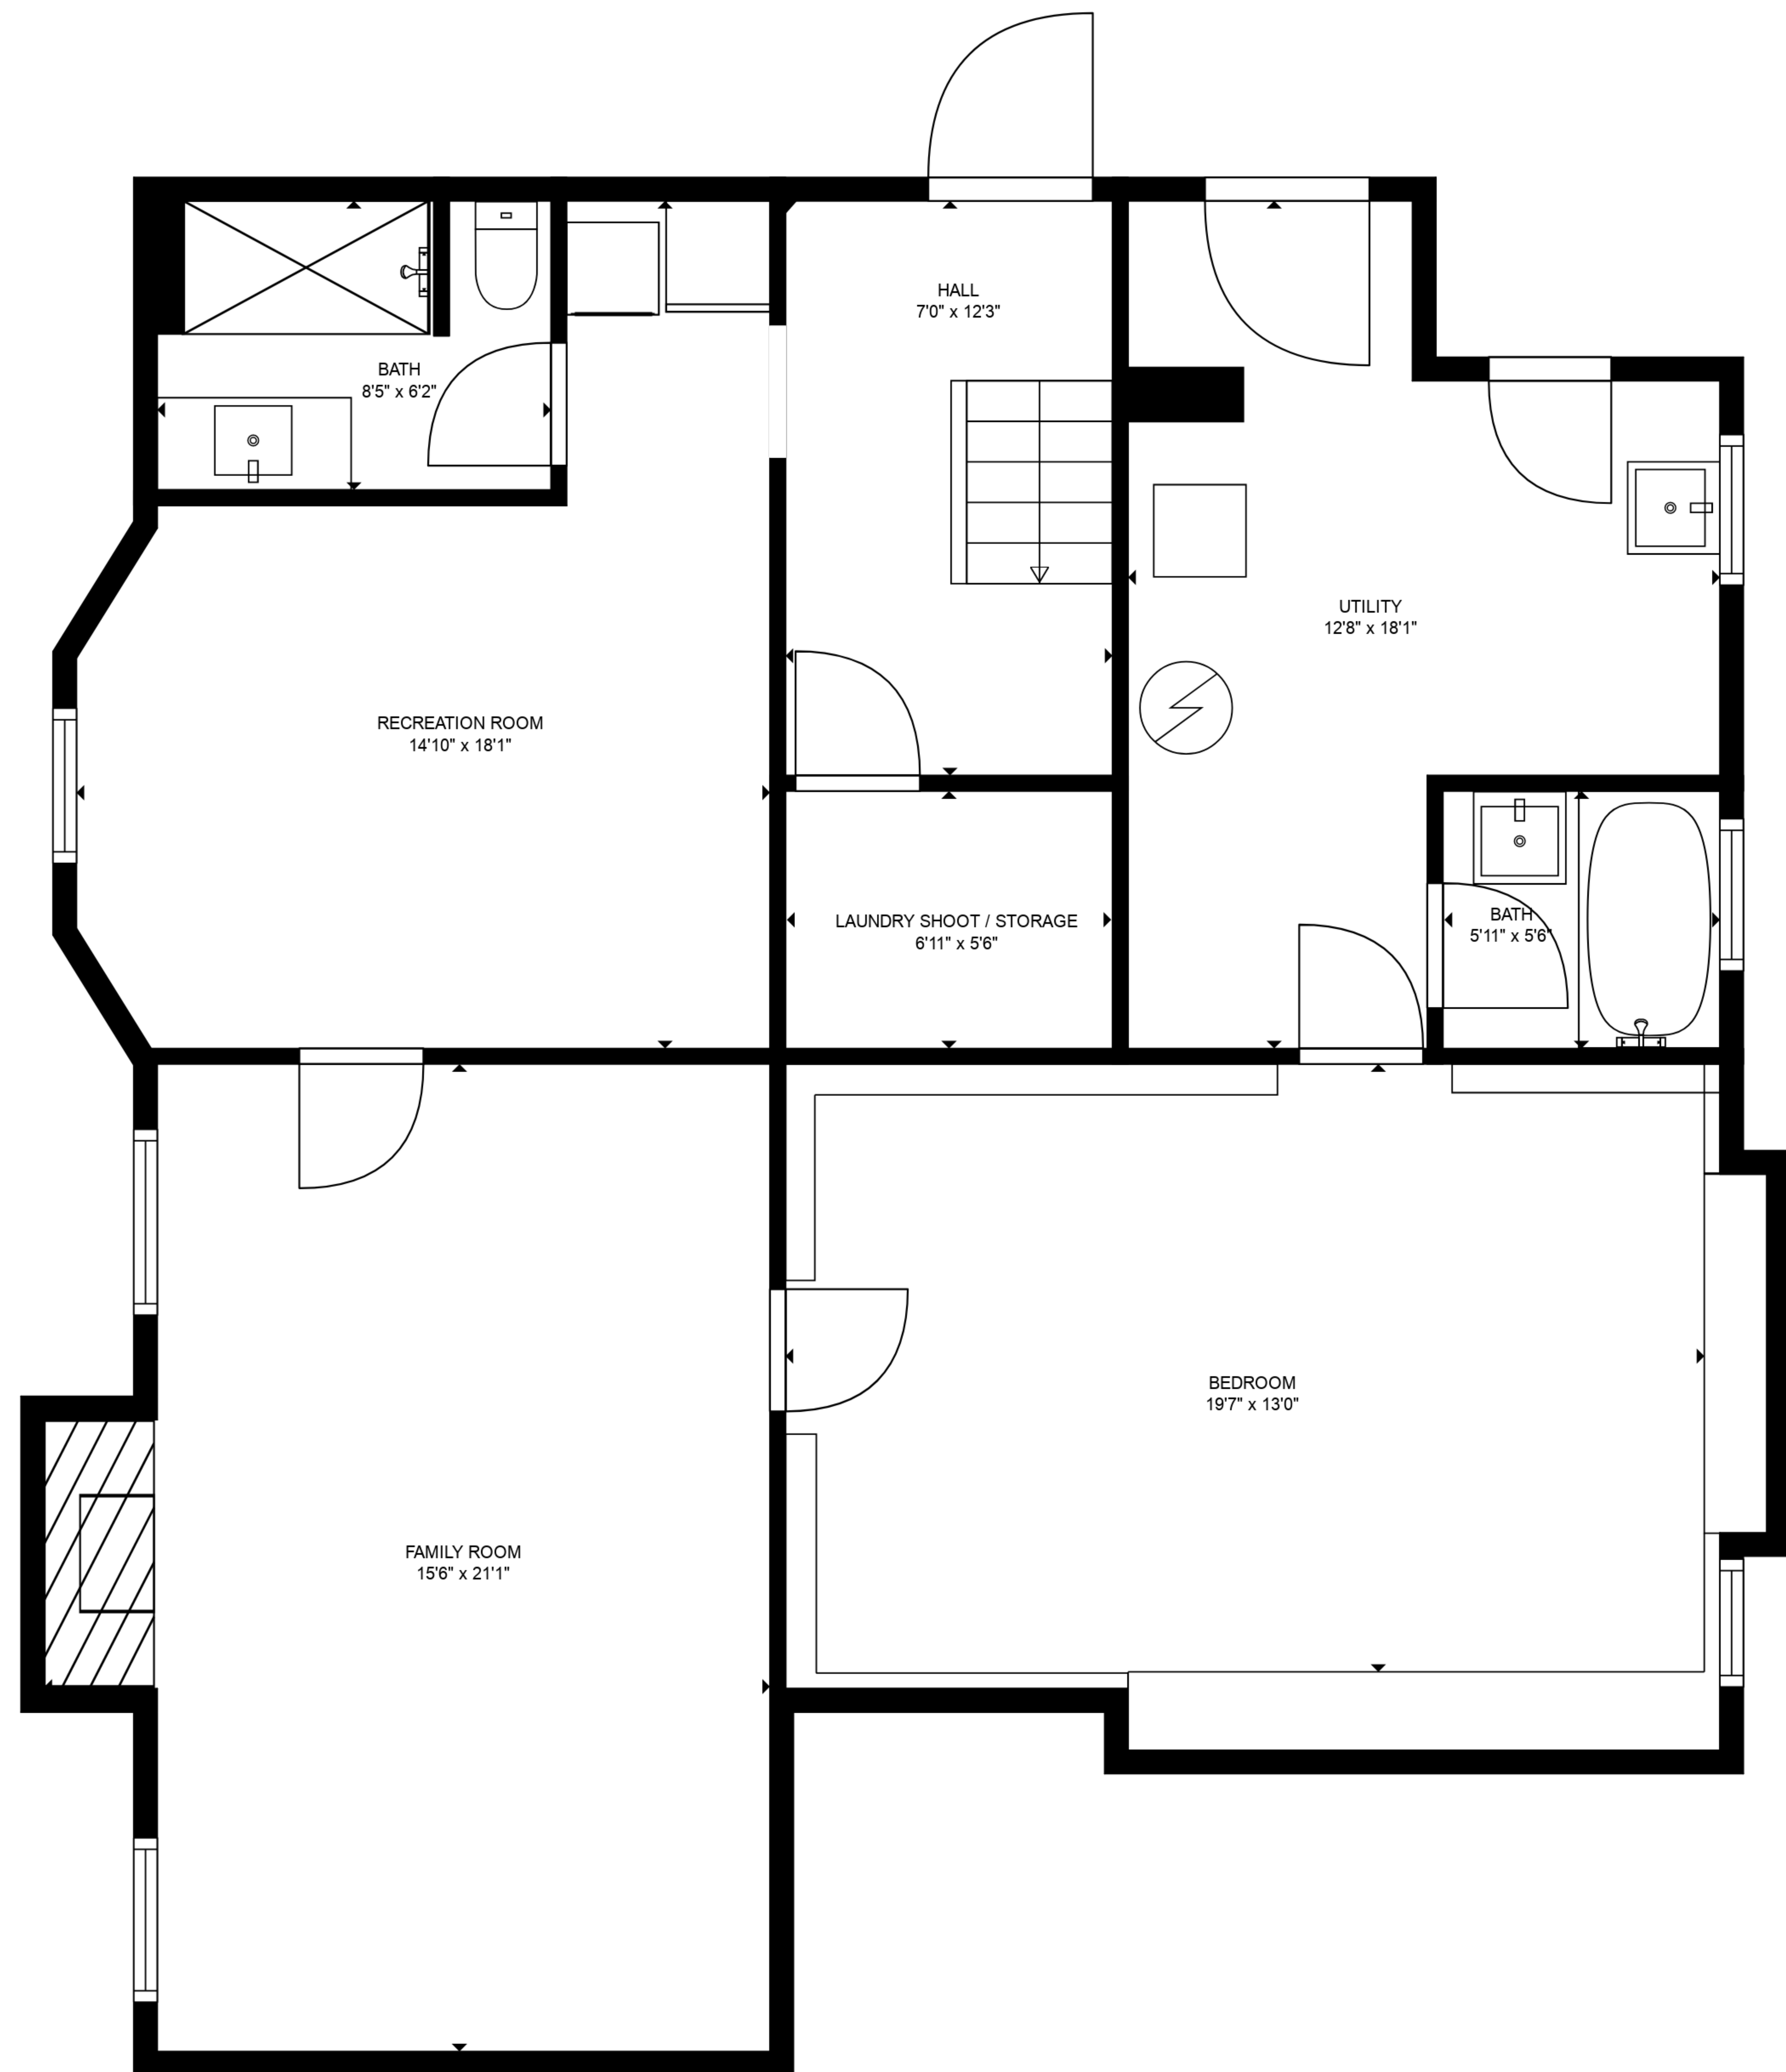 HALL
7'0" x 12'3"
BATH
8'5" x 6'2"
UTILITY
12'8" x 18'1"
RECREATION ROOM
14'10" x 18'1"
LAUNDRY SHOOT / STORAGE
6'11" x 5'6"
BATH
5'11" x 5'6"
BEDROOM
19'7" x 13'0"
FAMILY ROOM
15'6" x 21'1"